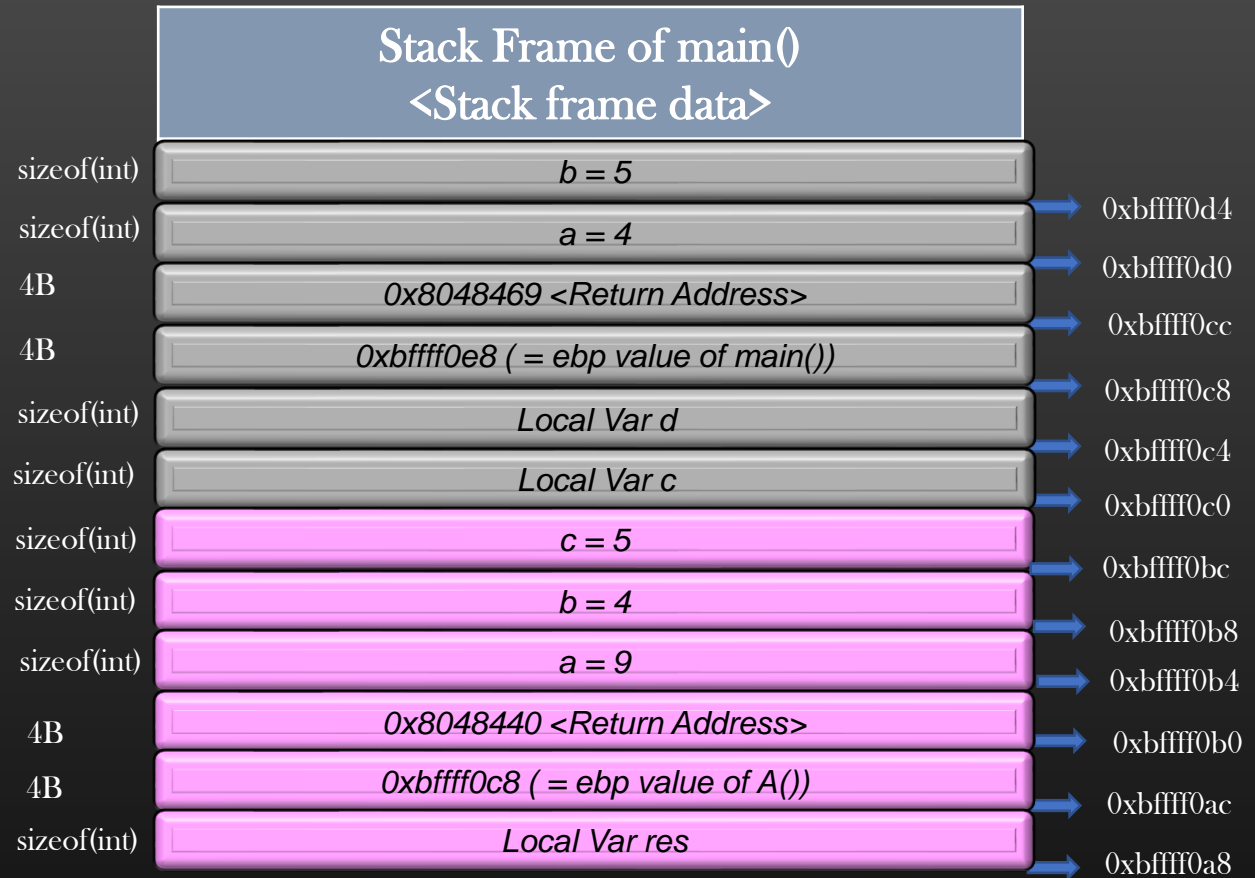 Stack Frame of main()
<Stack frame data>
sizeof(int)
b = 5
0xbffff0d4
sizeof(int)
a = 4
0xbffff0d0
4B
0x8048469 <Return Address>
0xbffff0cc
4B
0xbffff0e8 ( = ebp value of main())
0xbffff0c8
sizeof(int)
Local Var d
0xbffff0c4
sizeof(int)
Local Var c
0xbffff0c0
sizeof(int)
c = 5
0xbffff0bc
sizeof(int)
b = 4
0xbffff0b8
sizeof(int)
a = 9
0xbffff0b4
4B
0x8048440 <Return Address>
0xbffff0b0
4B
0xbffff0c8 ( = ebp value of A())
0xbffff0ac
sizeof(int)
Local Var res
0xbffff0a8